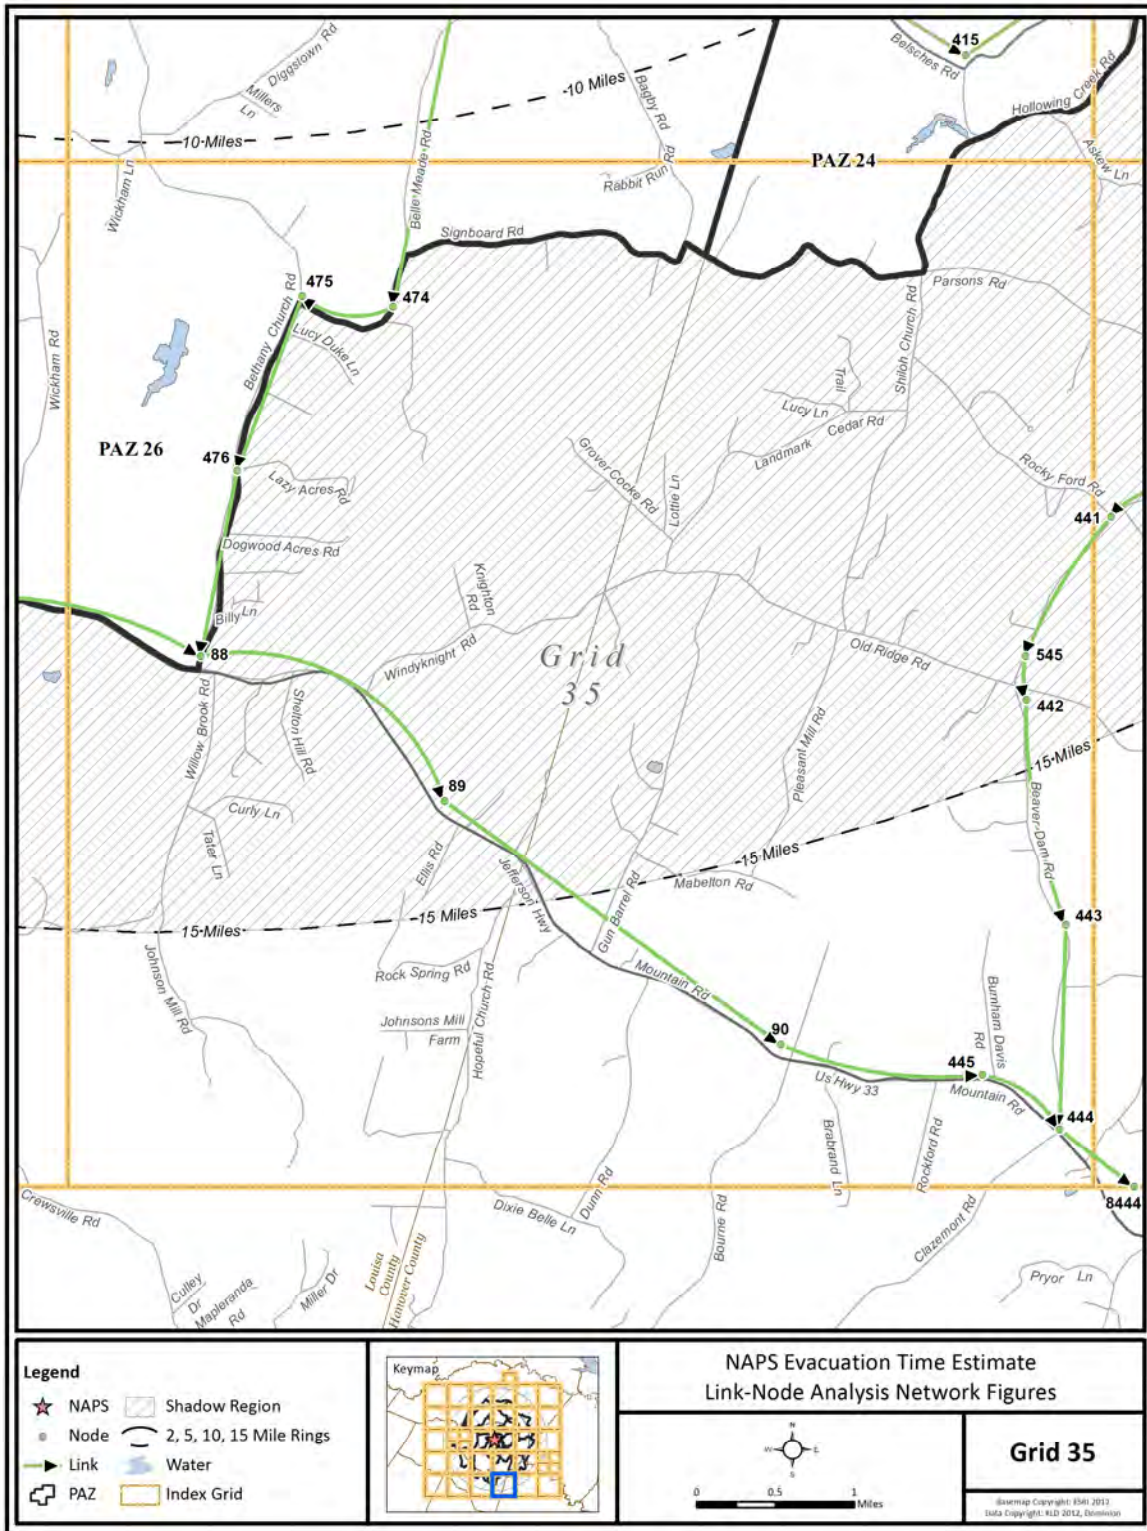 415
Belsches Rd
Diggstown Rd
Millers
Ln
-10 Miles
Bagby Rd
Hollowing Creek Rd
10-Miles
Belle Meade Rd
PAZ 24
Askew Ln
Wickham Ln
Rabbit Run Rd
Signboard Rd
475
474
Parsons Rd
Bethany Church Rd
Lucy Duke Ln
Wickham Rd
Shiloh Church Rd
Trail
Lucy Ln
Cedar Rd
Landmark
PAZ 26
476
Grover Cocke Rd
Lottie Ln
Rocky Ford Rd
Lazy Acres Rd
441
Dogwood Acres Rd
Knighton
Rd
Billy Ln
88
Windyknight Rd
Grid
35
Old Ridge Rd
545
442
Willow Brook Rd
Shelton Hill Rd
Pleasant Mill Rd
-15 Miles
89
Curly Ln
Beaver-Dam Rd
Tater Ln
Ellis Rd
-15 Miles
Jefferson Hwy
Mabelton Rd
Gun Barrel Rd
-15 Miles
15-Miles
443
Johnson Mill Rd
Rock Spring Rd
Hopeful Church Rd
Mountain Rd
Burnham Davis
Rd
Johnsons Mill
Farm
90
445
Us Hwy 33
Mountain Rd
444
Brabrand Ln
Rockford Rd
8444
Crewsville Rd
Dixie Belle Ln
Dunn Rd
Bourne Rd
Clazemont Rd
Louisa
County
Hanover County
Culley
Dr
Mapleranda
Rd
Miller Dr
Pryor Ln
Legend
NAPS
Shadow Region
Node
2, 5, 10, 15 Mile Rings
Link
Water
PAZ
Index Grid
Keymap
NAPS Evacuation Time Estimate
Link-Node Analysis Network Figures
N
W
E
S
0
0.5
1
Miles
Grid 35
Basemap Copyright: ESRI 2012
Data Copyright: KLD 2012, Dominion